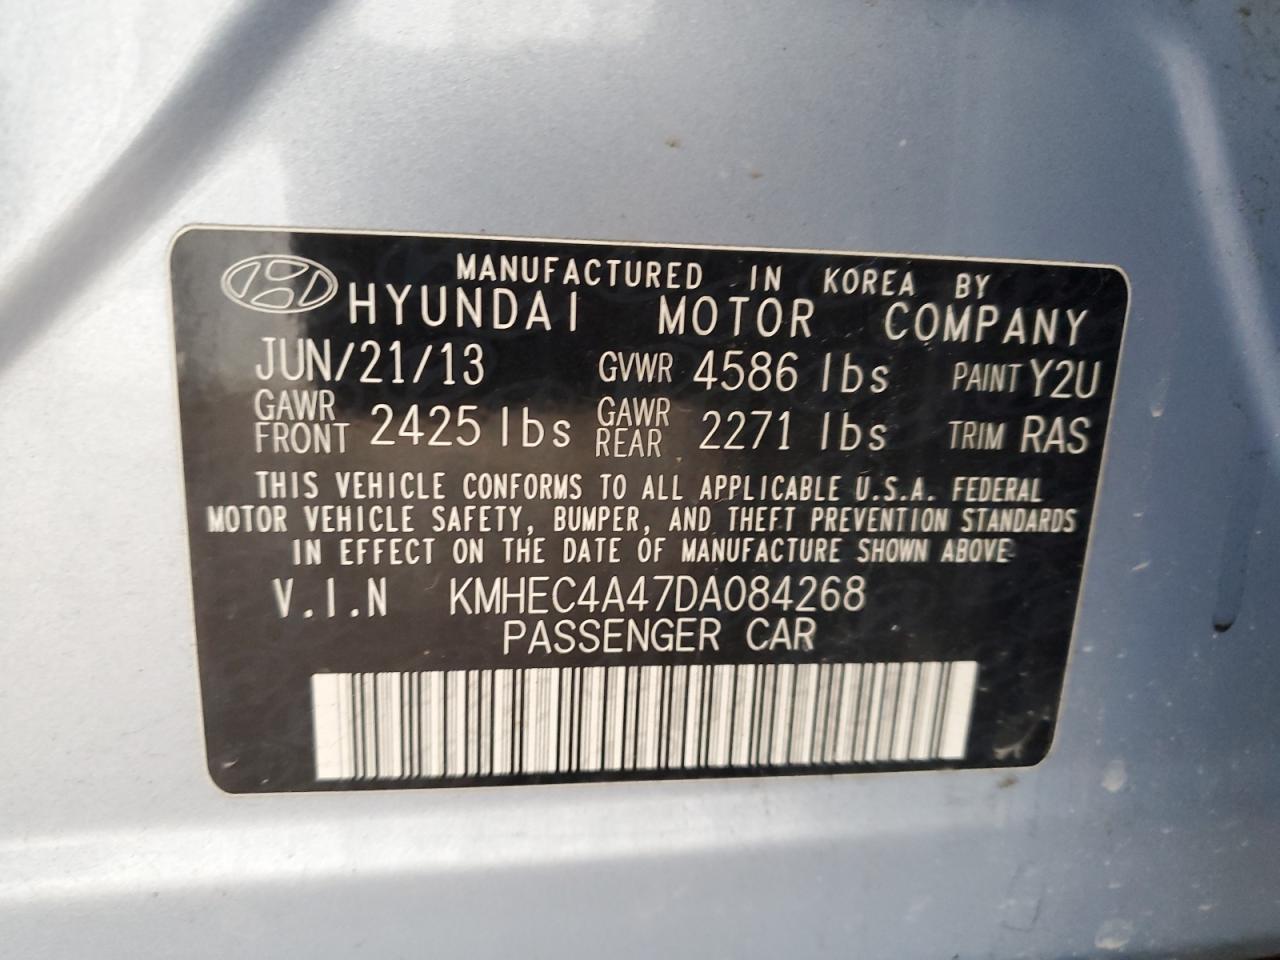 MANUFACTURED IN KOREA BY
HYUNDAI MOTOR COMPANY
JUN/21/13 GVWR 4586 lbs PAINT Y2U
GAWR FRONT 2425 lbs GAWR REAR 2271 lbs TRIM RAS
THIS VEHICLE CONFORMS TO ALL APPLICABLE U.S.A. FEDERAL
MOTOR VEHICLE SAFETY, BUMPER, AND THEFT PREVENTION STANDARDS
IN EFFECT ON THE DATE OF MANUFACTURE SHOWN ABOVE
V.I.N KMHEC4A47DA084268
PASSENGER CAR